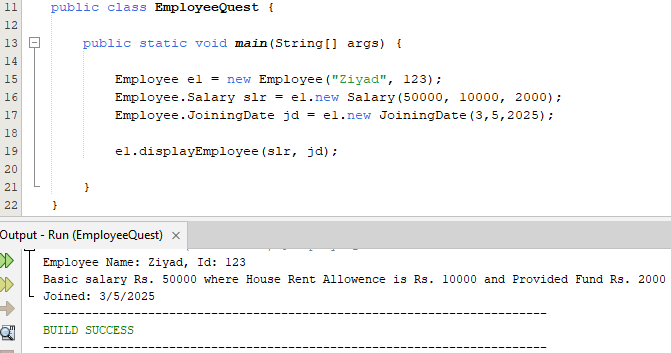 11 public class EmployeeQuest {
12
13 public static void main(String[] args) {
14
15 Employee e1 = new Employee("Ziyad", 123);
16 Employee.Salary slr = e1.new Salary(50000, 10000, 2000);
17 Employee.JoiningDate jd = e1.new JoiningDate(3,5,2025);
18
19 e1.displayEmployee(slr, jd);
20
21 }
22 }
Output - Run (EmployeeQuest) ×
Employee Name: Ziyad, Id: 123
Basic salary Rs. 50000 where House Rent Allowence is Rs. 10000 and Provided Fund Rs. 2000
Joined: 3/5/2025
------------------------------------------------------------------------
BUILD SUCCESS
------------------------------------------------------------------------